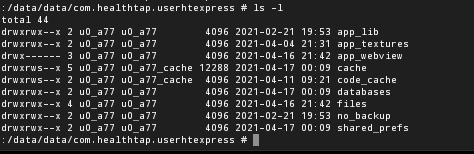 :/data/data/com.healthtap.userhtexpress # ls -l
total 44
drwxrwx--x 2 u0_a77 u0_a77 4096 2021-02-21 19:53 app_lib
drwxrwx--x 2 u0_a77 u0_a77 4096 2021-04-04 21:31 app_textures
drwx------ 3 u0_a77 u0_a77 4096 2021-04-16 21:42 app_webview
drwxrws--x 5 u0_a77 u0_a77_cache 12288 2021-04-17 00:09 cache
drwxrws--x 2 u0_a77 u0_a77_cache 4096 2021-04-11 09:21 code_cache
drwxrwx--x 2 u0_a77 u0_a77 4096 2021-04-17 00:09 databases
drwxrwx--x 4 u0_a77 u0_a77 4096 2021-04-16 21:42 files
drwxrwx--x 2 u0_a77 u0_a77 4096 2021-02-21 19:53 no_backup
drwxrwx--x 2 u0_a77 u0_a77 4096 2021-04-17 00:09 shared_prefs
:/data/data/com.healthtap.userhtexpress #